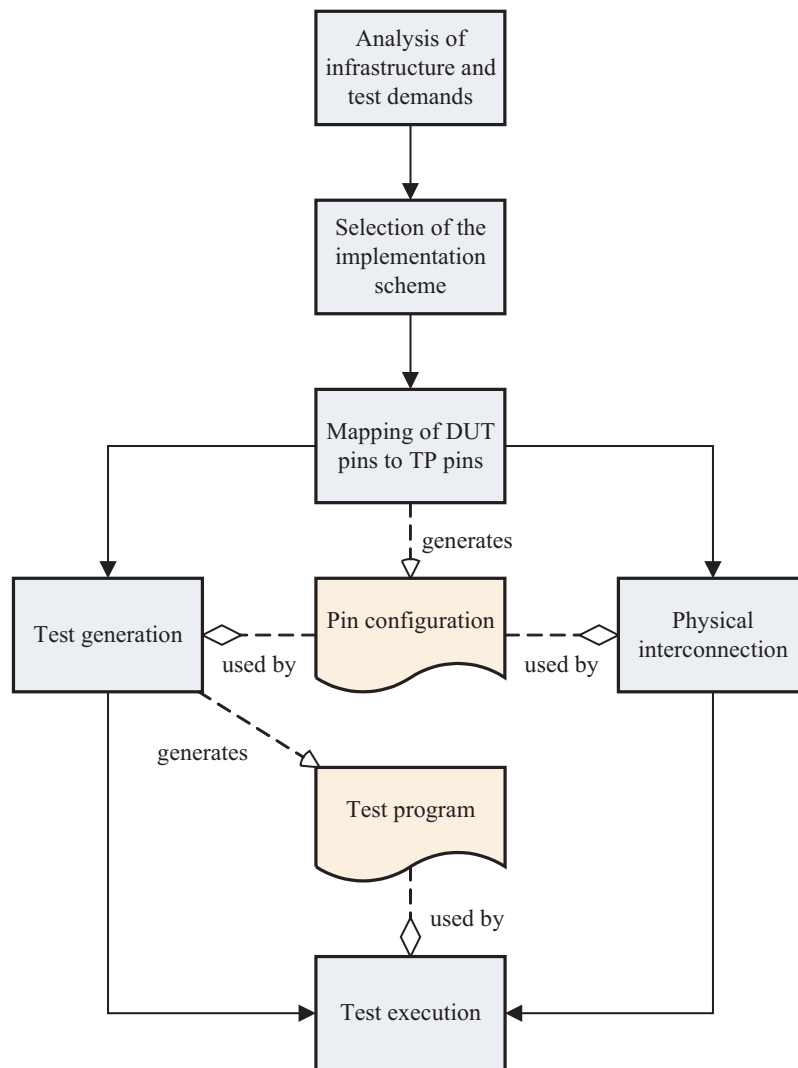 Analysis of
infrastructure and
test demands
Selection of the
implementation
scheme
Mapping of DUT
pins to TP pins
generates
Test generation
used by
Pin configuration
used by
Physical
interconnection
generates
Test program
used by
Test execution